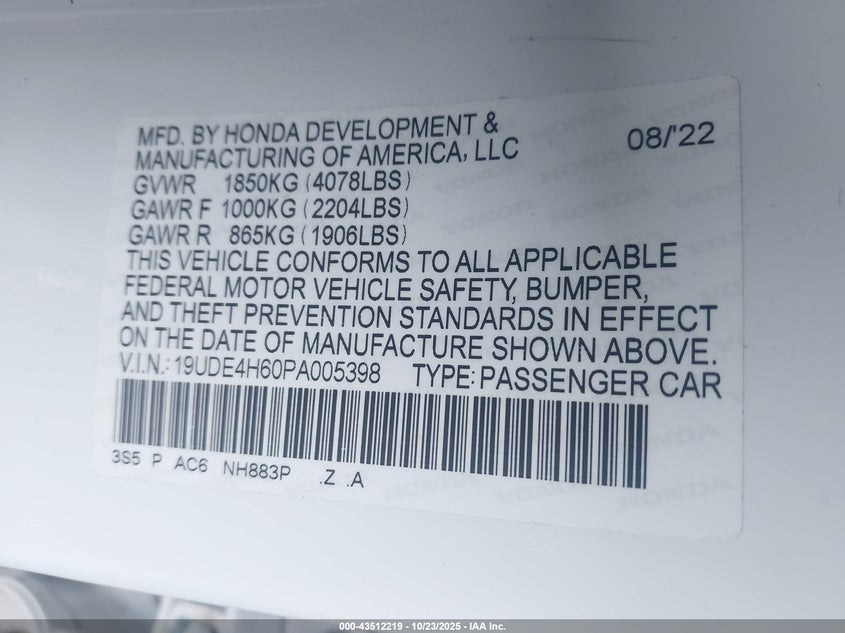 MFD. BY HONDA DEVELOPMENT &
MANUFACTURING OF AMERICA, LLC 08/'22
GVWR 1850KG (4078LBS)
GAWR F 1000KG (2204LBS)
GAWR R 865KG (1906LBS)
THIS VEHICLE CONFORMS TO ALL APPLICABLE
FEDERAL MOTOR VEHICLE SAFETY, BUMPER,
AND THEFT PREVENTION STANDARDS IN EFFECT
ON THE DATE OF MANUFACTURE SHOWN ABOVE.
V.I.N.: 19UDE4H60PA005398 TYPE: PASSENGER CAR
3S5 P AC6 NH883P .Z .A
000-43512219 - 10/23/2025 - IAA Inc.